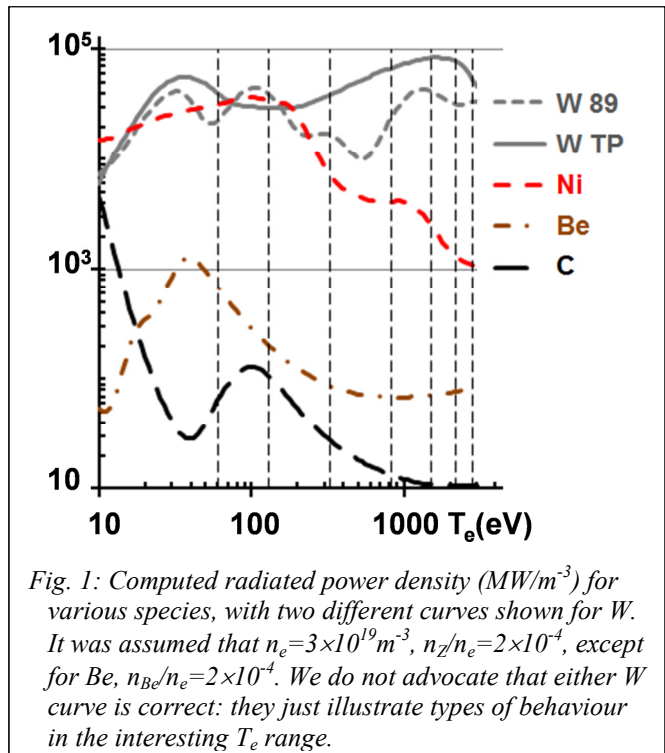 10⁵
10³
10
10 100 1000 Tₑ(eV)
W 89
W TP
Ni
Be
C
Fig. 1: Computed radiated power density (MW/m⁻³) for
various species, with two different curves shown for W.
It was assumed that nₑ=3×10¹⁹m⁻³, n_Z/nₑ=2×10⁻⁴, except
for Be, n_Be/nₑ=2×10⁻⁴. We do not advocate that either W
curve is correct: they just illustrate types of behaviour
in the interesting Tₑ range.